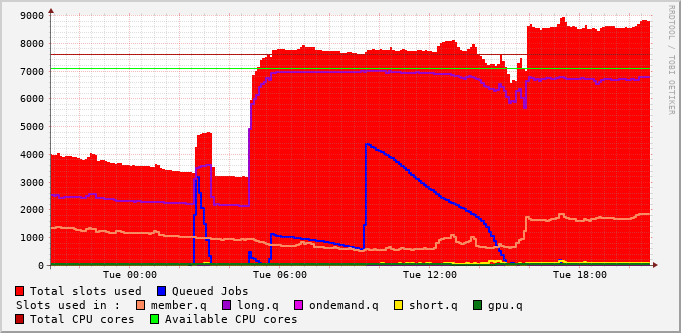 9000
8000
7000
6000
5000
4000
3000
2000
1000
0
Tue 00:00 Tue 06:00 Tue 12:00 Tue 18:00
RRDTOOL / TOBI OETIKER
Total slots used Queued Jobs
Slots used in : member.q long.q ondemand.q short.q gpu.q
Total CPU cores Available CPU cores